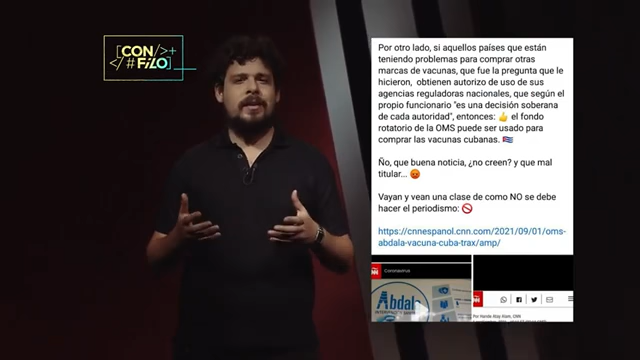 [CON/>+
</#FiLO]
Por otro lado, si aquellos países que están
teniendo problemas para comprar otras
marcas de vacunas, que fue la pregunta que le
hicieron, obtienen autorizo de uso de sus
agencias reguladoras nacionales, que según el
propio funcionario "es una decisión soberana
de cada autoridad", entonces: 👍 el fondo
rotatorio de la OMS puede ser usado para
comprar las vacunas cubanas. 🇨🇺
Ño, que buena noticia, ¿no creen? y que mal
titular... 😡
Vayan y vean una clase de como NO se debe
hacer el periodismo: 🚫
https://cnnespanol.cnn.com/2021/09/01/oms-
abdala-vacuna-cuba-trax/amp/
Coronavirus
Abdala